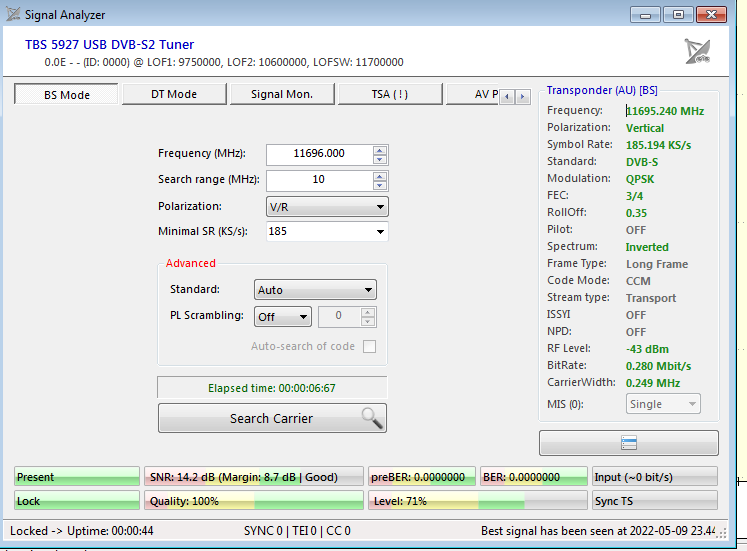 Signal Analyzer
TBS 5927 USB DVB-S2 Tuner
0.0E - - (ID: 0000) @ LOF1: 9750000, LOF2: 10600000, LOFSW: 11700000
BS Mode
DT Mode
Signal Mon.
TSA ( ! )
AV P
Frequency (MHz):
11696.000
Search range (MHz):
10
Polarization:
V/R
Minimal SR (KS/s):
185
Advanced
Standard:
Auto
PL Scrambling:
Off
0
Auto-search of code
Elapsed time: 00:00:06:67
Search Carrier
Transponder (AU) [BS]
Frequency: 11695.240 MHz
Polarization: Vertical
Symbol Rate: 185.194 KS/s
Standard: DVB-S
Modulation: QPSK
FEC: 3/4
RollOff: 0.35
Pilot: OFF
Spectrum: Inverted
Frame Type: Long Frame
Code Mode: CCM
Stream type: Transport
ISSYI OFF
NPD: OFF
RF Level: -43 dBm
BitRate: 0.280 Mbit/s
CarrierWidth: 0.249 MHz
MIS (0): Single
Present
SNR: 14.2 dB (Margin: 8.7 dB | Good)
preBER: 0.0000000
BER: 0.0000000
Input (~0 bit/s)
Lock
Quality: 100%
Level: 71%
Sync TS
Locked -> Uptime: 00:00:44
SYNC 0 | TEI 0 | CC 0
Best signal has been seen at 2022-05-09 23.44